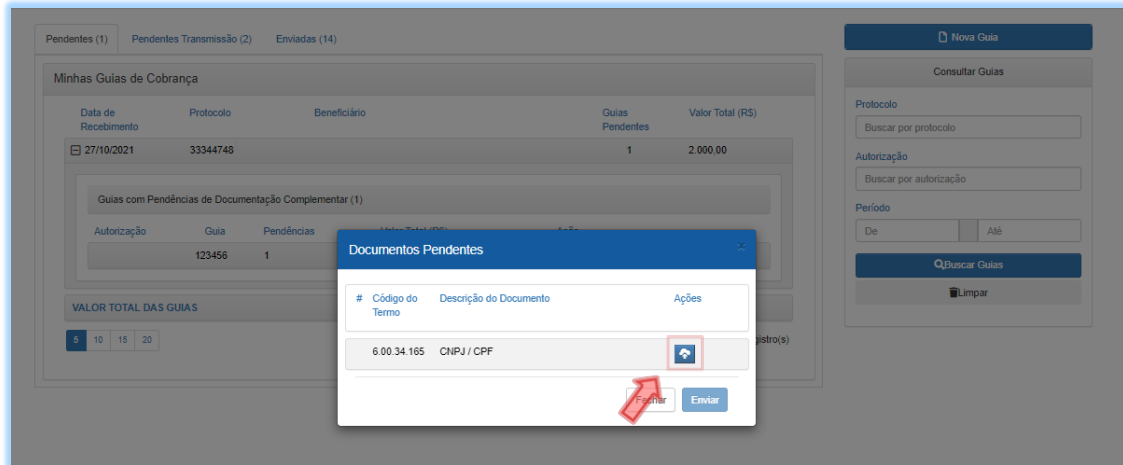 Pendentes (1) Pendentes Transmissão (2) Enviadas (14)
Nova Guia
Minhas Guias de Cobrança
Consultar Guias
Data de Recebimento Protocolo Beneficiário Guias Pendentes Valor Total (R$)
27/10/2021 33344748 1 2.000,00
Protocolo
Buscar por protocolo
Autorização
Buscar por autorização
Período
De Até
Buscar Guias
Limpar
Guias com Pendências de Documentação Complementar (1)
Autorização Guia Pendências Valor Total (R$) Ação
123456 1
VALOR TOTAL DAS GUIAS
5 10 15 20
gistro(s)
Documentos Pendentes ×
# Código do Termo Descrição do Documento Ações
6.00.34.165 CNPJ / CPF
Fechar Enviar